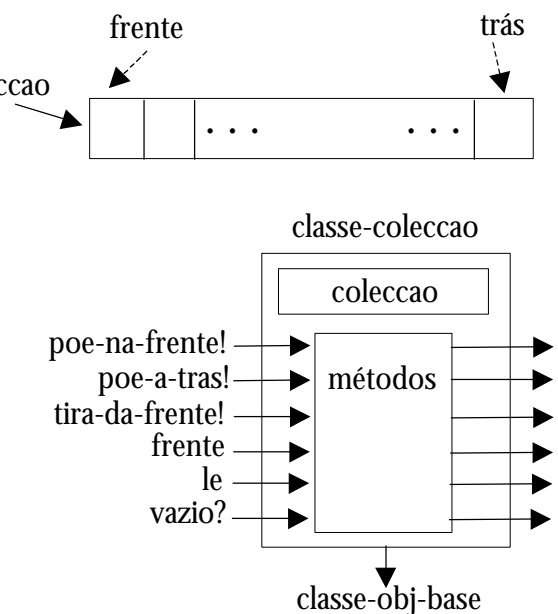 frente
trás
ccao
. . .
. . .
classe-coleccao
coleccao
poe-na-frente!
poe-a-tras!
métodos
tira-da-frente!
frente
le
vazio?
classe-obj-base